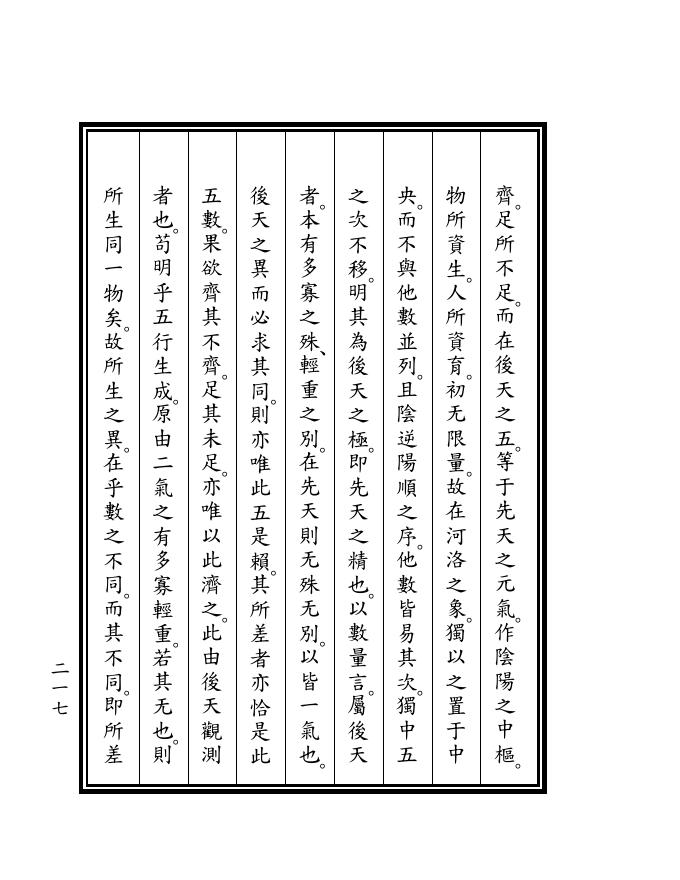 齊。足所不足。而在後天之五。等于先天之元氣。作陰陽之中樞。
物所資生。人所資育。初无限量。故在河洛之象。獨以之置于中
央。而不與他數並列。且陰逆陽順之序。他數皆易其次。獨中五
之次不移。明其為後天之極。即先天之精也。以數量言。屬後天
者。本有多寡之殊、輕重之別。在先天則无殊无別。以皆一氣也。
後天之異而必求其同。則亦唯此五是賴。其所差者亦恰是此
五數。果欲齊其不齊。足其未足。亦唯以此濟之。此由後天觀測
者也。苟明乎五行生成。原由二氣之有多寡輕重。若其无也。則
所生同一物矣。故所生之異。在乎數之不同。而其不同。即所差
二一七